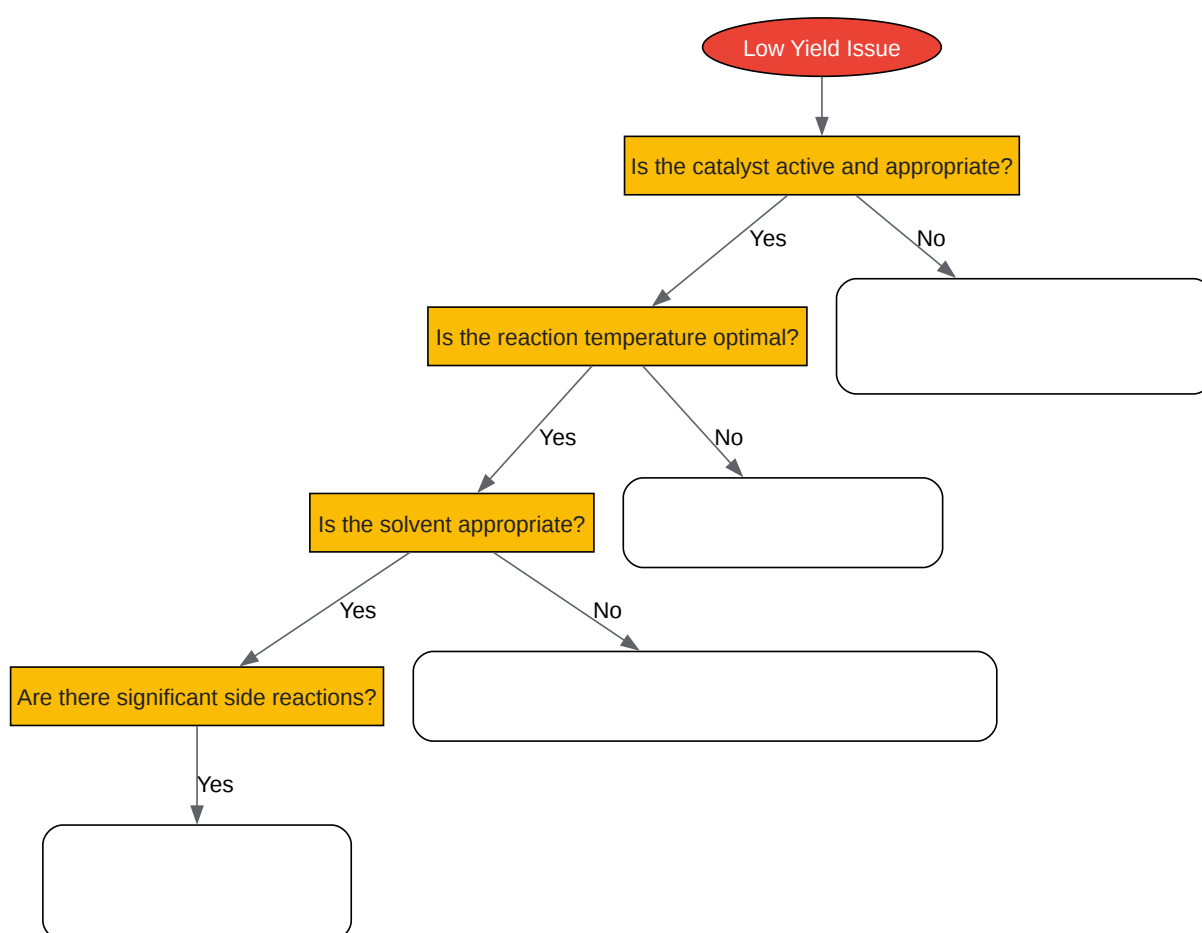 Low Yield Issue
Is the catalyst active and appropriate?
Yes
No
Is the reaction temperature optimal?
Yes
No
Is the solvent appropriate?
Yes
No
Are there significant side reactions?
Yes